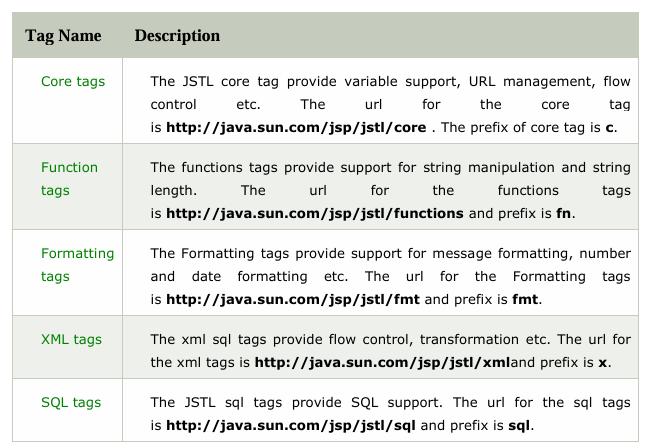 Tag Name Description
Core tags The JSTL core tag provide variable support, URL management, flow
control etc. The url for the core tag
is http://java.sun.com/jsp/jstl/core . The prefix of core tag is c.
Function The functions tags provide support for string manipulation and string
tags length. The url for the functions tags
is http://java.sun.com/jsp/jstl/functions and prefix is fn.
Formatting The Formatting tags provide support for message formatting, number
tags and date formatting etc. The url for the Formatting tags
is http://java.sun.com/jsp/jstl/fmt and prefix is fmt.
XML tags The xml sql tags provide flow control, transformation etc. The url for
the xml tags is http://java.sun.com/jsp/jstl/xmland prefix is x.
SQL tags The JSTL sql tags provide SQL support. The url for the sql tags
is http://java.sun.com/jsp/jstl/sql and prefix is sql.